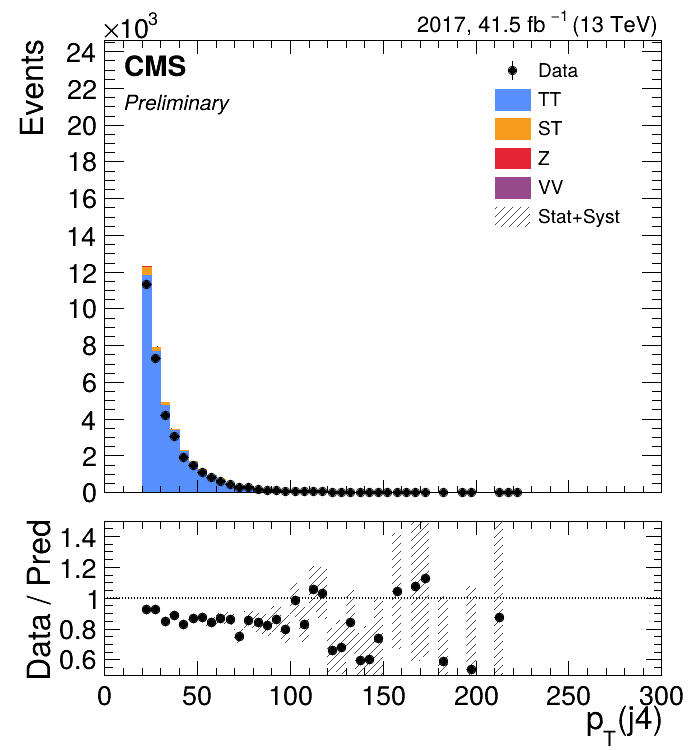 ×10³
2017, 41.5 fb⁻¹ (13 TeV)
Events
CMS
Preliminary
Data
TT
ST
Z
VV
Stat+Syst
24
22
20
18
16
14
12
10
8
6
4
2
0
Data / Pred
1.4
1.2
1
0.8
0.6
0 50 100 150 200 250 300
p_T(j4)